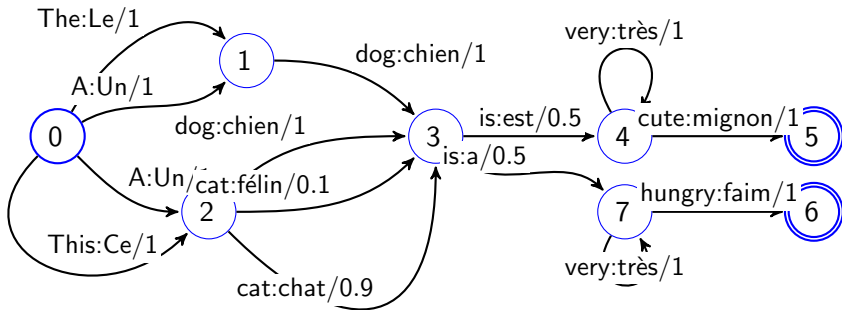 The:Le/1
1
A:Un/1
dog:chien/1
very:très/1
0
dog:chien/1
3
is:est/0.5
4
cute:mignon/1
5
is:a/0.5
A:Un/
cat:félin/0.1
2
7
hungry:faim/1
6
This:Ce/1
very:très/1
cat:chat/0.9